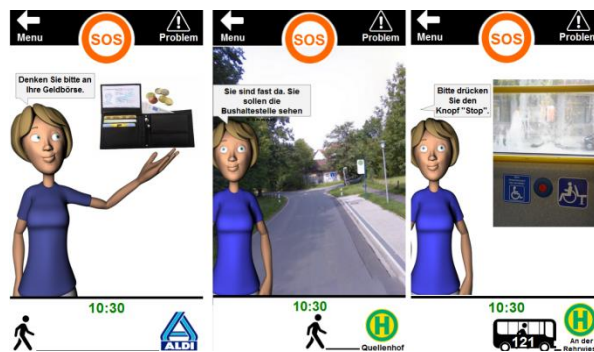 Menu
SOS
Problem
Denken Sie bitte an
Ihre Geldbörse.
10:30
ALDI
Menu
SOS
Problem
Sie sind fast da. Sie
sollen die
Bushaltestelle sehen
10:30
H
Quellenhof
Menu
SOS
Problem
Bitte drücken
Sie den
Knopf "Stop".
10:30
121
H
An der
Rehrwie